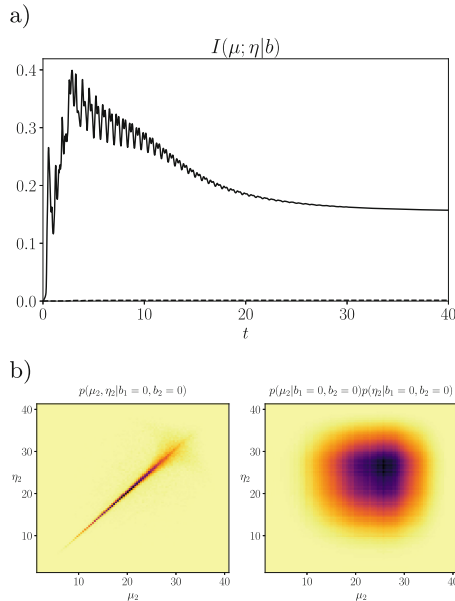 a)
I(μ; η|b)
0.4
0.3
0.2
0.1
0.0
0 10 20 30 40
t
b)
p(μ₂, η₂|b₁ = 0, b₂ = 0)
p(μ₂|b₁ = 0, b₂ = 0)p(η₂|b₁ = 0, b₂ = 0)
40
30
η₂
20
10
10 20 30 40
μ₂
40
30
η₂
20
10
10 20 30 40
μ₂